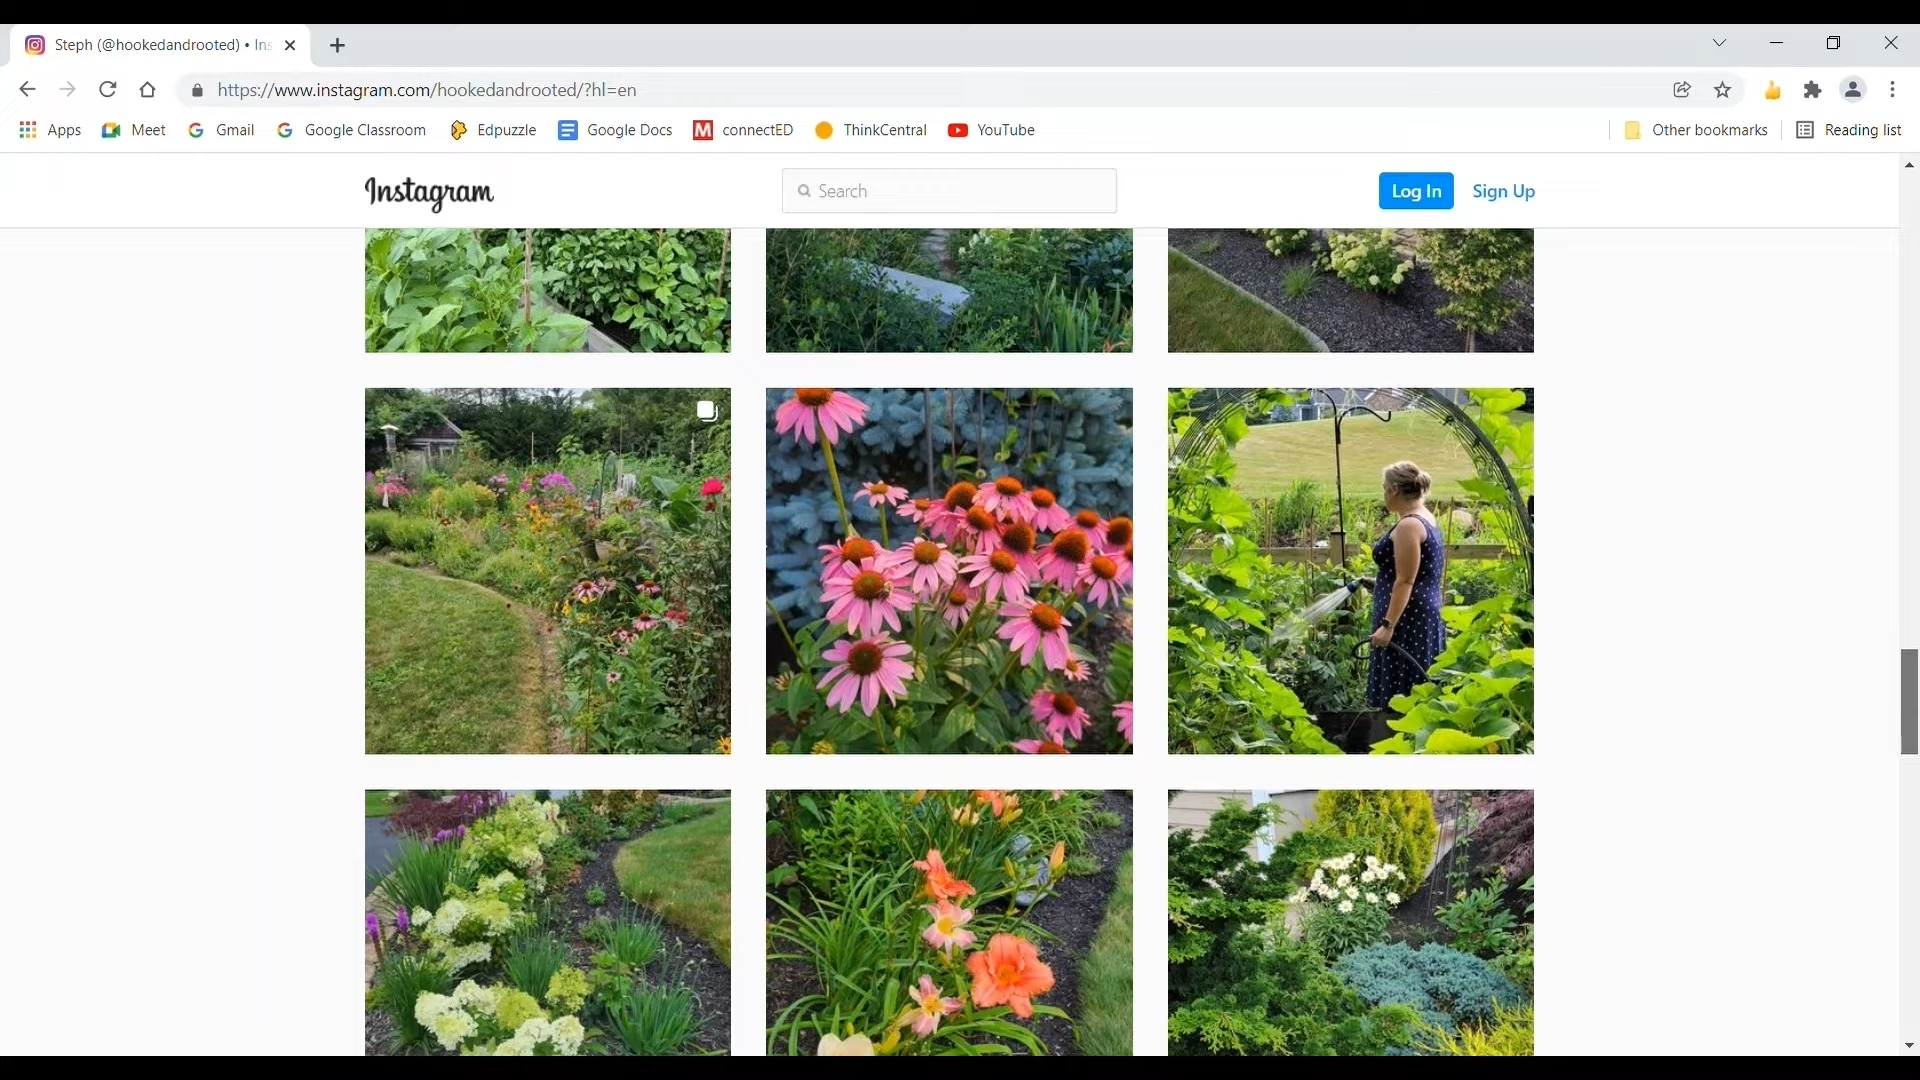 Steph (@hookedandrooted) • Ins
https://www.instagram.com/hookedandrooted/?hl=en
Apps Meet Gmail Google Classroom Edpuzzle Google Docs connectED ThinkCentral YouTube Other bookmarks Reading list
Instagram Search Log In Sign Up